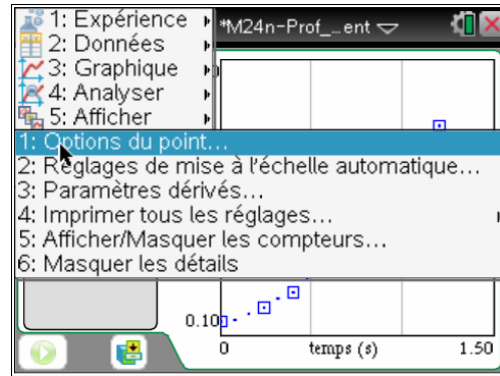 1: Expérience
*M24n-Prof_...ent
2: Données
3: Graphique
4: Analyser
5: Afficher
1: Options du point...
2: Réglages de mise à l'échelle automatique...
3: Paramètres dérivés...
4: Imprimer tous les réglages...
5: Afficher/Masquer les compteurs...
6: Masquer les détails
0.10
0 temps (s) 1.50